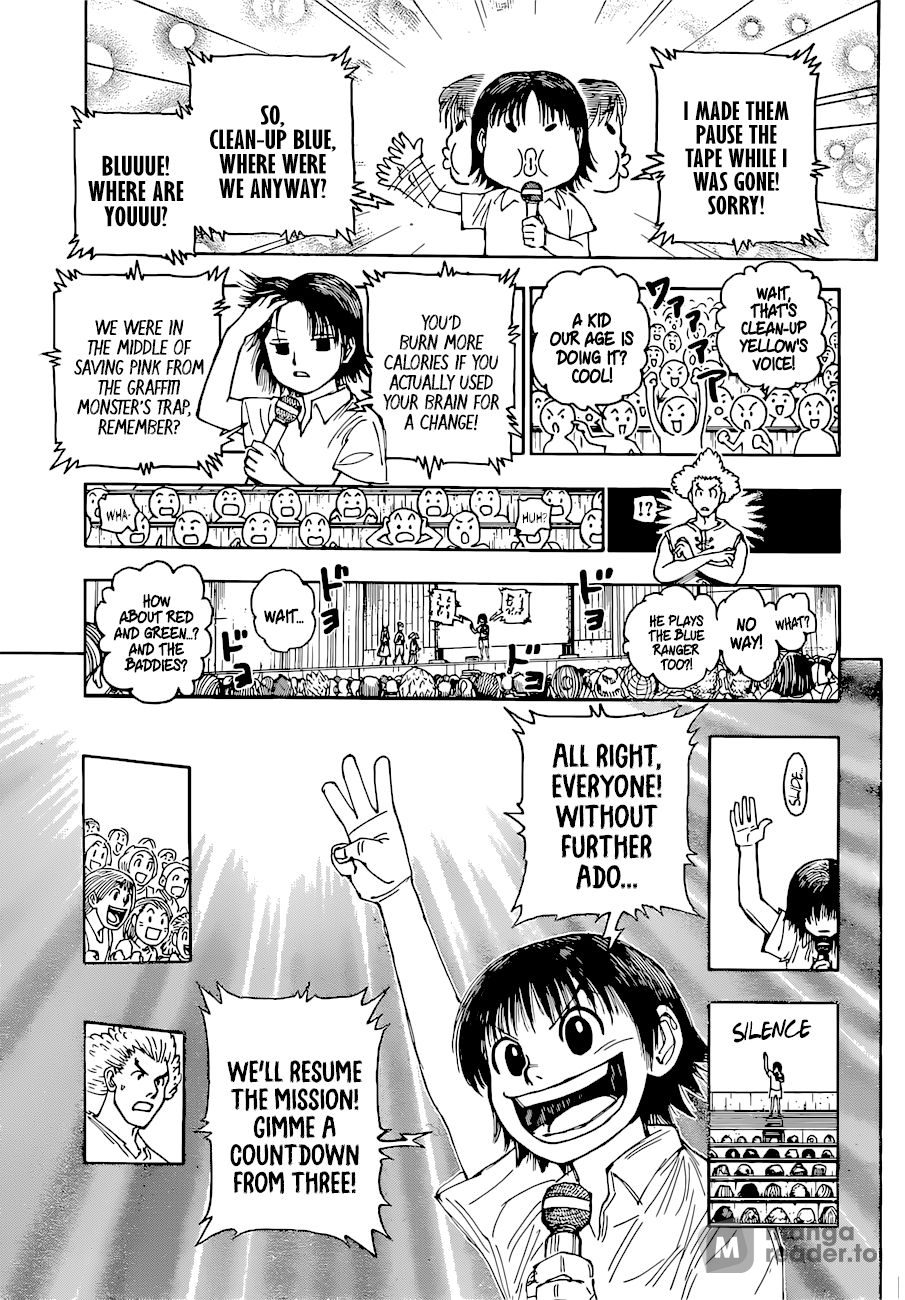 I MADE THEM
PAUSE THE
TAPE WHILE I
WAS GONE!
SORRY!
SO,
CLEAN-UP BLUE,
WHERE WERE
WE ANYWAY?
BLUUUE!
WHERE ARE
YOUUU?
WAIT,
THAT'S
CLEAN-UP
YELLOW'S
VOICE!
ワアアアー
A KID
OUR AGE IS
DOING IT?
COOL!
YOU'D
BURN MORE
CALORIES IF YOU
ACTUALLY USED
YOUR BRAIN FOR
A CHANGE!
WE WERE IN
THE MIDDLE OF
SAVING PINK FROM
THE GRAFFITI
MONSTER'S TRAP,
REMEMBER?
!?
HUH?
WHA-
WHAT?
NO
WAY!
HE PLAYS
THE BLUE
RANGER
TOO?!
ドヨ
ドヨ
WAIT...
HOW
ABOUT RED
AND GREEN...?
AND THE
BADDIES?
SLIDE...
SILENCE
ALL RIGHT,
EVERYONE!
WITHOUT
FURTHER
ADO...
WE'LL RESUME
THE MISSION!
GIMME A
COUNTDOWN
FROM THREE!
M
Manga
reader.to